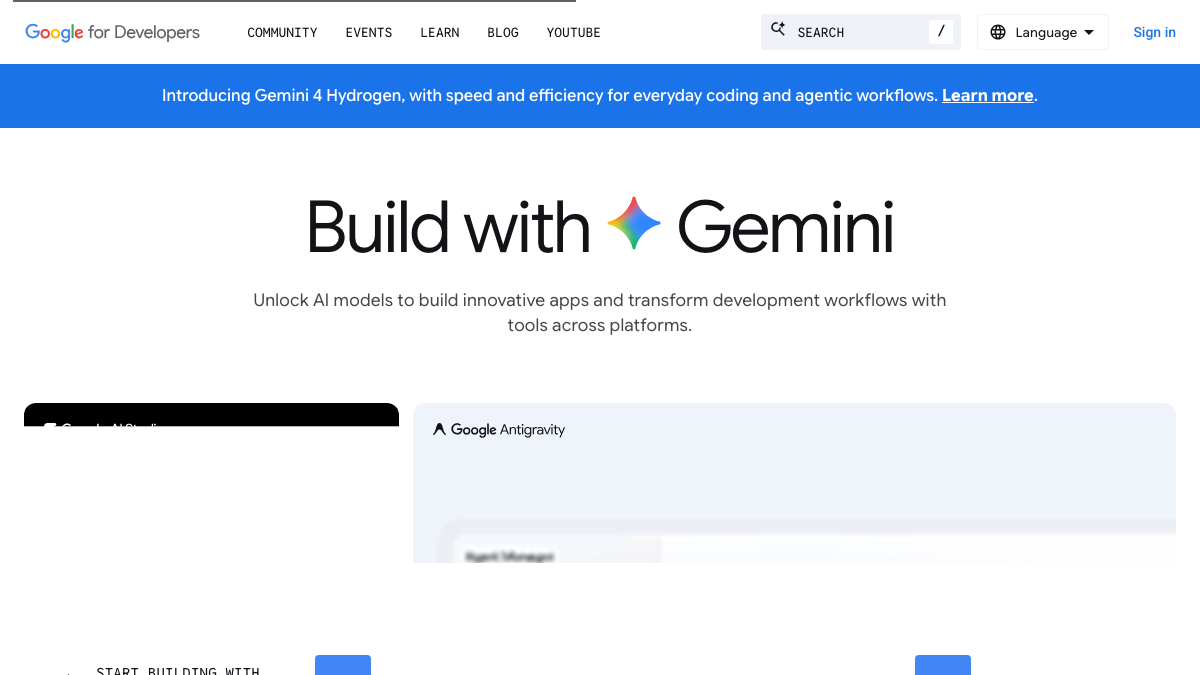 Google for Developers COMMUNITY EVENTS LEARN BLOG YOUTUBE SEARCH / Language Sign in
Introducing Gemini 4 Hydrogen, with speed and efficiency for everyday coding and agentic workflows. Learn more.
Build with Gemini
Unlock AI models to build innovative apps and transform development workflows with
tools across platforms.
Google Antigravity
START BUILDING WITH